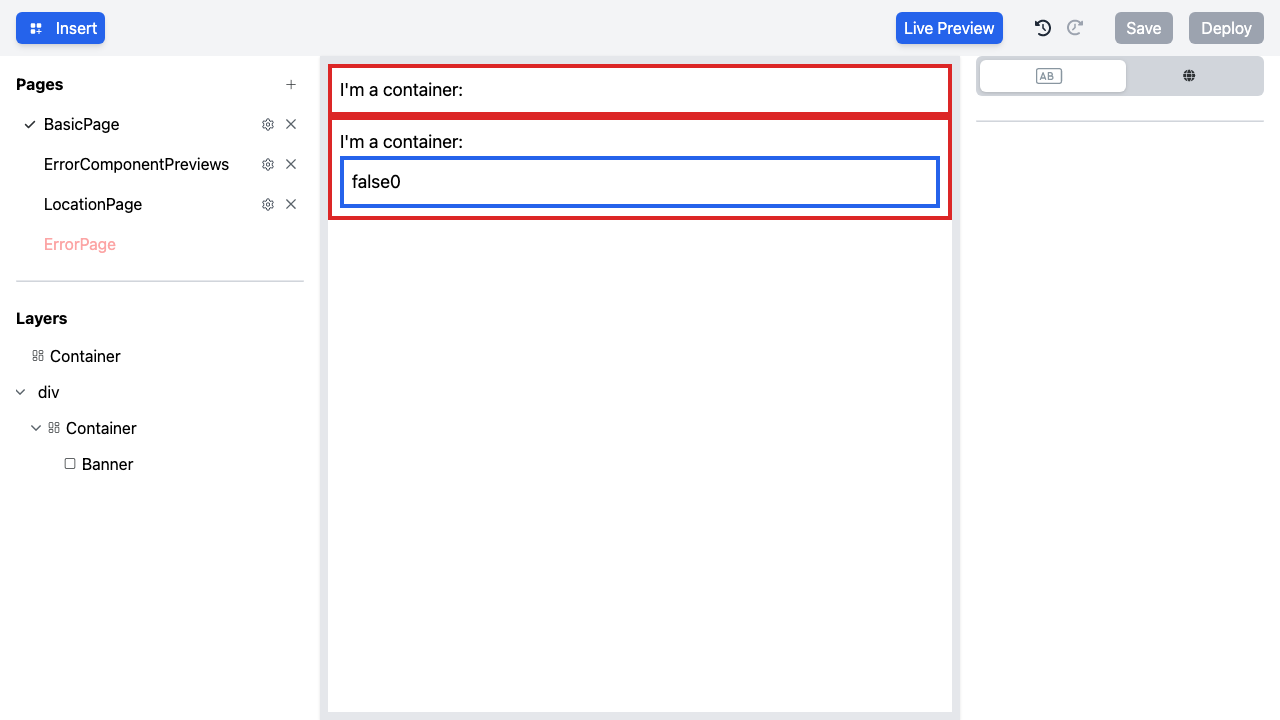 Insert
Live Preview
Save
Deploy
Pages
BasicPage
ErrorComponentPreviews
LocationPage
ErrorPage
Layers
Container
div
Container
Banner
I'm a container:
I'm a container:
false0
AB